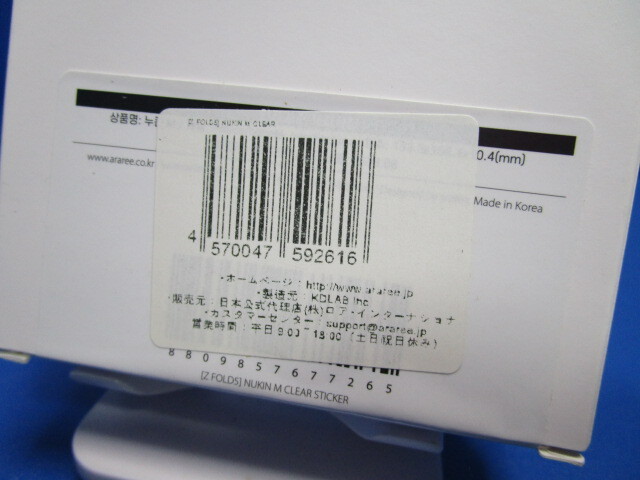 상품명: 누
0.4(mm)
www.araree.co.kr
Made in Korea
[Z FOLD5] NUKIN M CLEAR
4 570047 592616
・ホームページ：http://www.araree.jp
・製造元：KDLAB Inc
・販売元：日本公式代理店(株)ロア・インターナショナ
・カスタマーセンター：support@araree.jp
営業時間：平日9:00－18:00（土日祝日休み）
8809857677265
[Z FOLD5] NUKIN M CLEAR STICKER